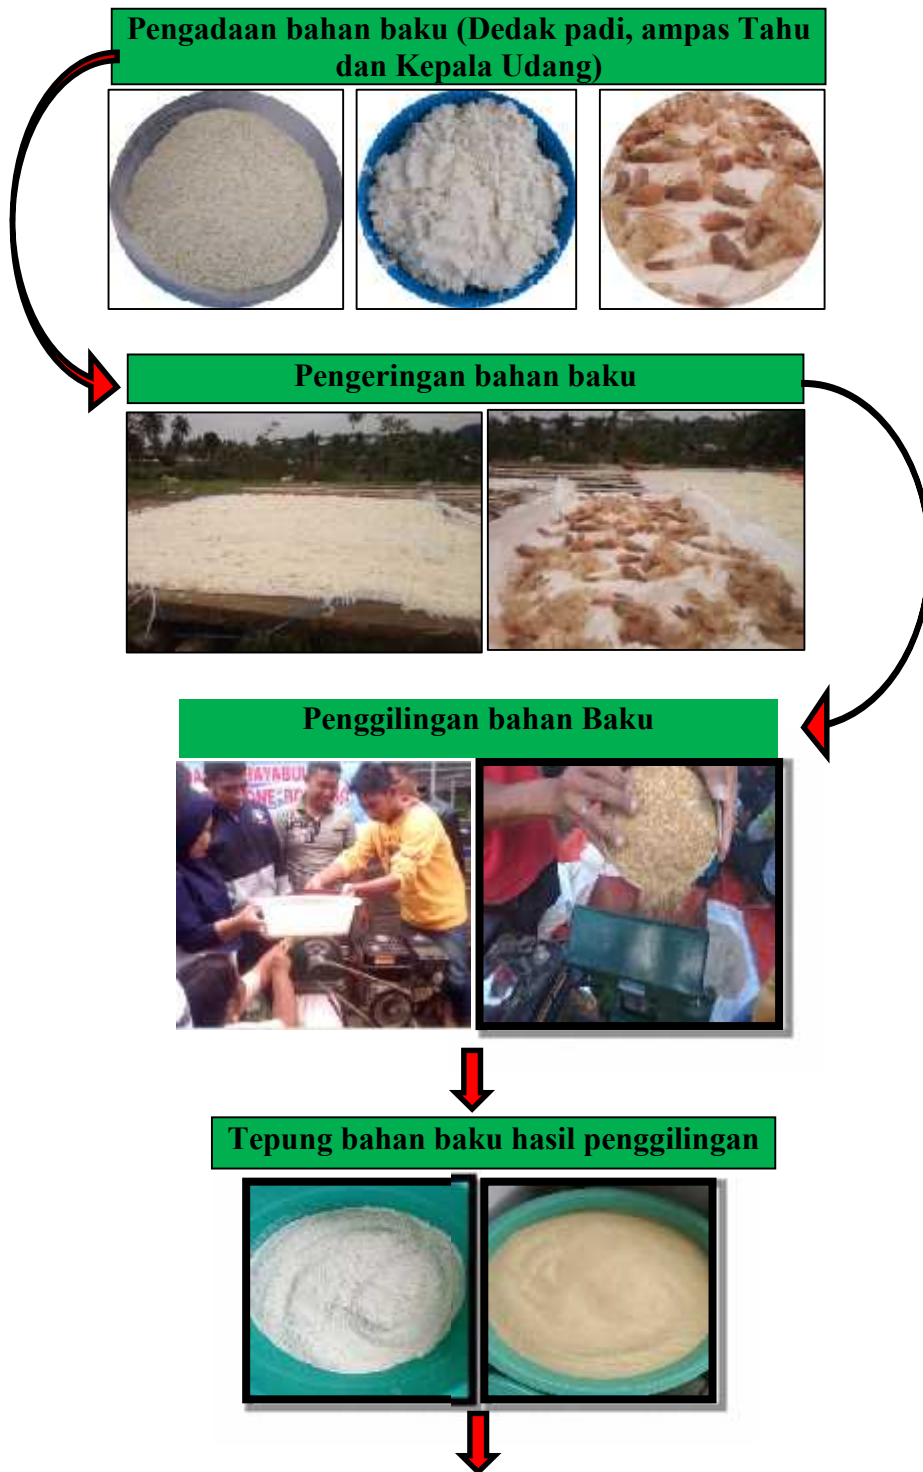 Pengadaan bahan baku (Dedak padi, ampas Tahu
dan Kepala Udang)
Pengeringan bahan baku
Penggilingan bahan Baku
Tepung bahan baku hasil penggilingan